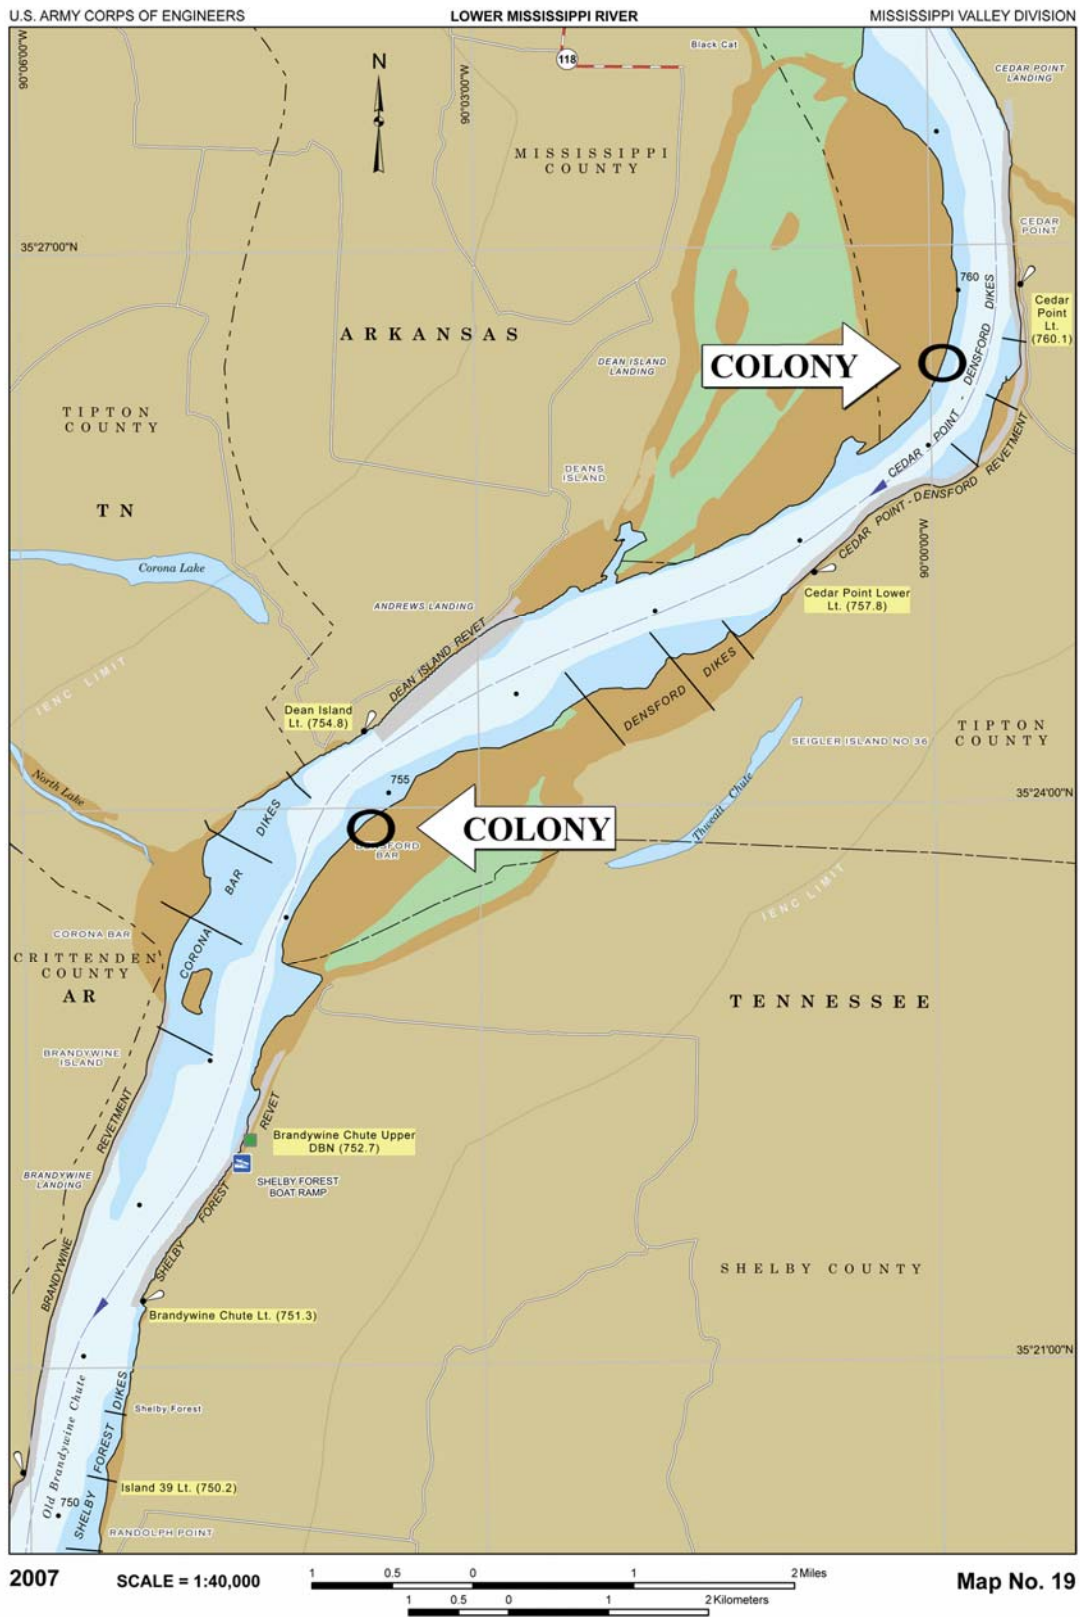 U.S. ARMY CORPS OF ENGINEERS
LOWER MISSISSIPPI RIVER
MISSISSIPPI VALLEY DIVISION
90°06'00"W
90°03'00"W
N
118
Black Cat
CEDAR POINT
LANDING
MISSISSIPPI
COUNTY
CEDAR
POINT
35°27'00"N
760
Cedar
Point
Lt.
(760.1)
ARKANSAS
DEAN ISLAND
LANDING
COLONY
CEDAR POINT - DENSFORD DIKES
TIPTON
COUNTY
DEANS
ISLAND
CEDAR POINT - DENSFORD REVETMENT
TN
90°00'00"W
Corona Lake
Cedar Point Lower
Lt. (757.8)
ANDREWS LANDING
DEAN ISLAND REVET
IENC LIMIT
DENSFORD DIKES
Dean Island
Lt. (754.8)
TIPTON
COUNTY
SEIGLER ISLAND NO 36
North Lake
755
35°24'00"N
Thweatt Chute
COLONY
DENSFORD
BAR
CORONA BAR DIKES
IENC LIMIT
CORONA BAR
CRITTENDEN
COUNTY
AR
TENNESSEE
BRANDYWINE
ISLAND
BRANDYWINE REVETMENT
Brandywine Chute Upper
DBN (752.7)
BRANDYWINE
LANDING
SHELBY FOREST
BOAT RAMP
SHELBY FOREST REVET
SHELBY COUNTY
Brandywine Chute Lt. (751.3)
35°21'00"N
Old Brandywine Chute
SHELBY FOREST DIKES
Shelby Forest
Island 39 Lt. (750.2)
750
RANDOLPH POINT
2007
SCALE = 1:40,000
1 0.5 0 1 2 Miles
1 0.5 0 1 2 Kilometers
Map No. 19